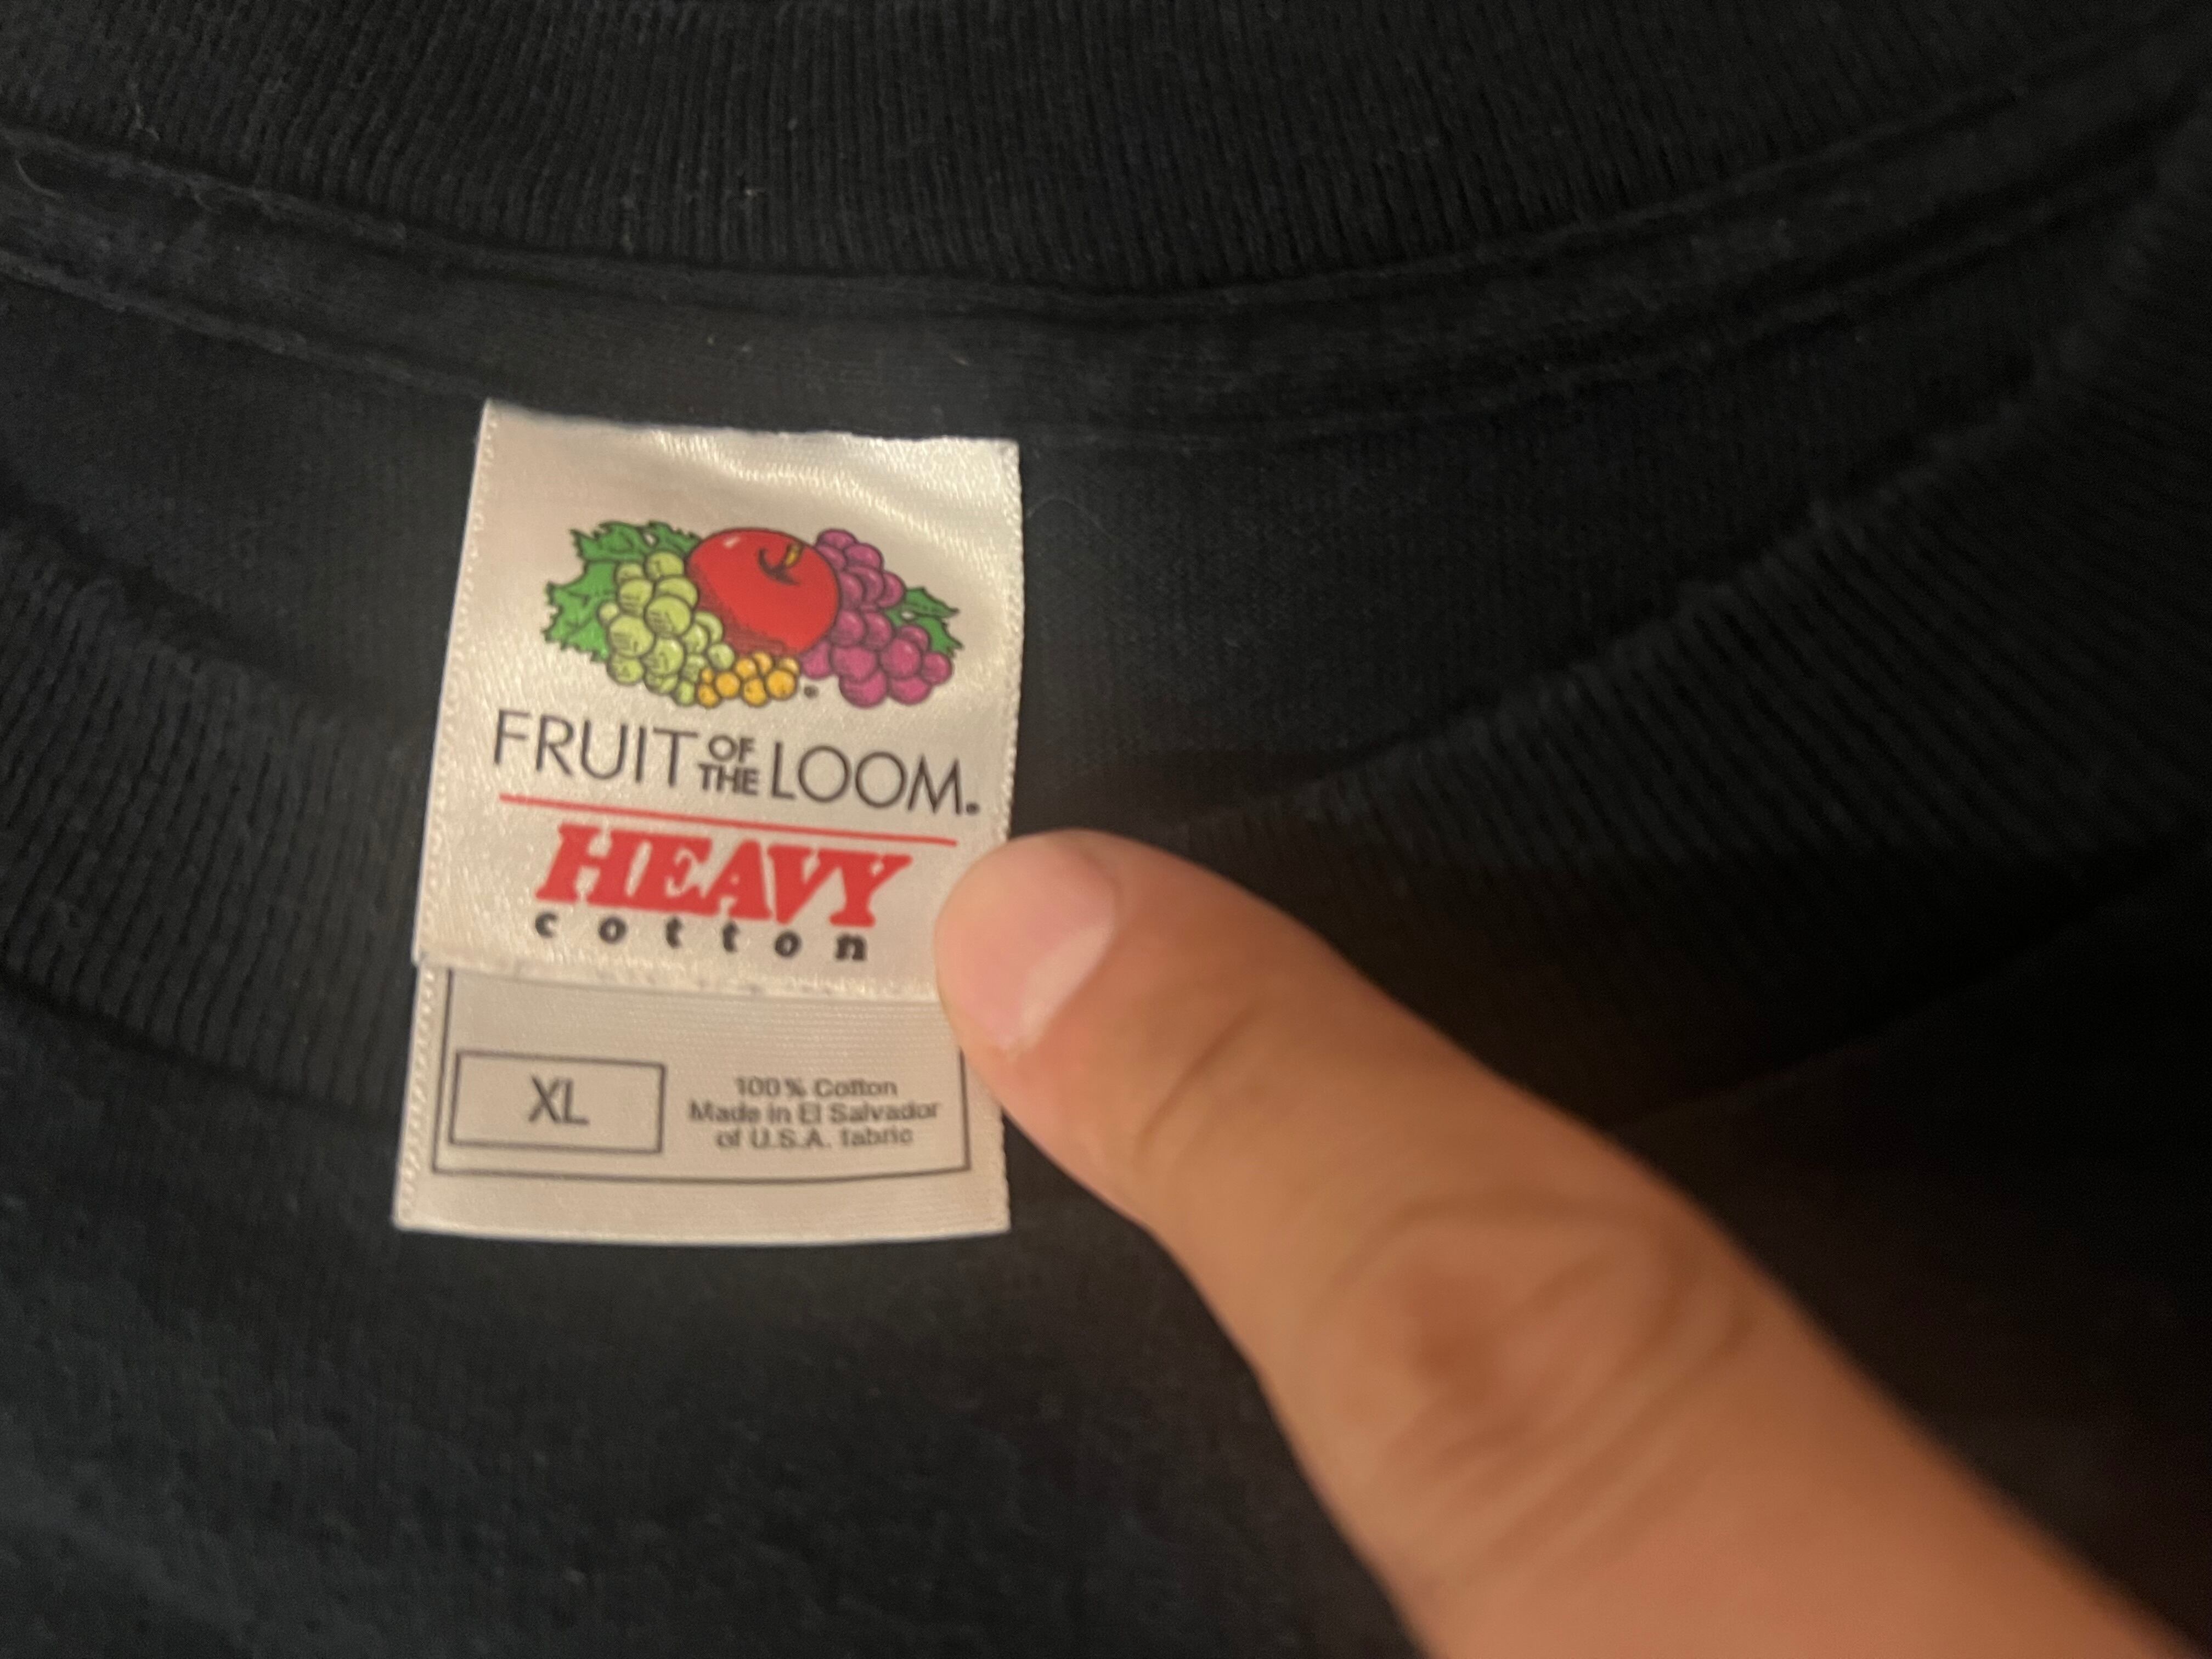 FRUIT OF THE LOOM.
HEAVY
cotton
XL
100% Cotton
Made in El Salvador
of U.S.A. fabric